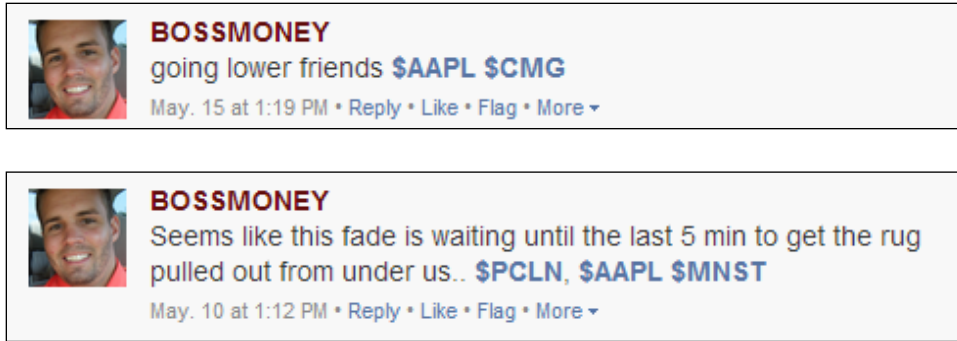 BOSSMONEY
going lower friends $AAPL $CMG
May. 15 at 1:19 PM • Reply • Like • Flag • More ▾
BOSSMONEY
Seems like this fade is waiting until the last 5 min to get the rug
pulled out from under us.. $PCLN, $AAPL $MNST
May. 10 at 1:12 PM • Reply • Like • Flag • More ▾